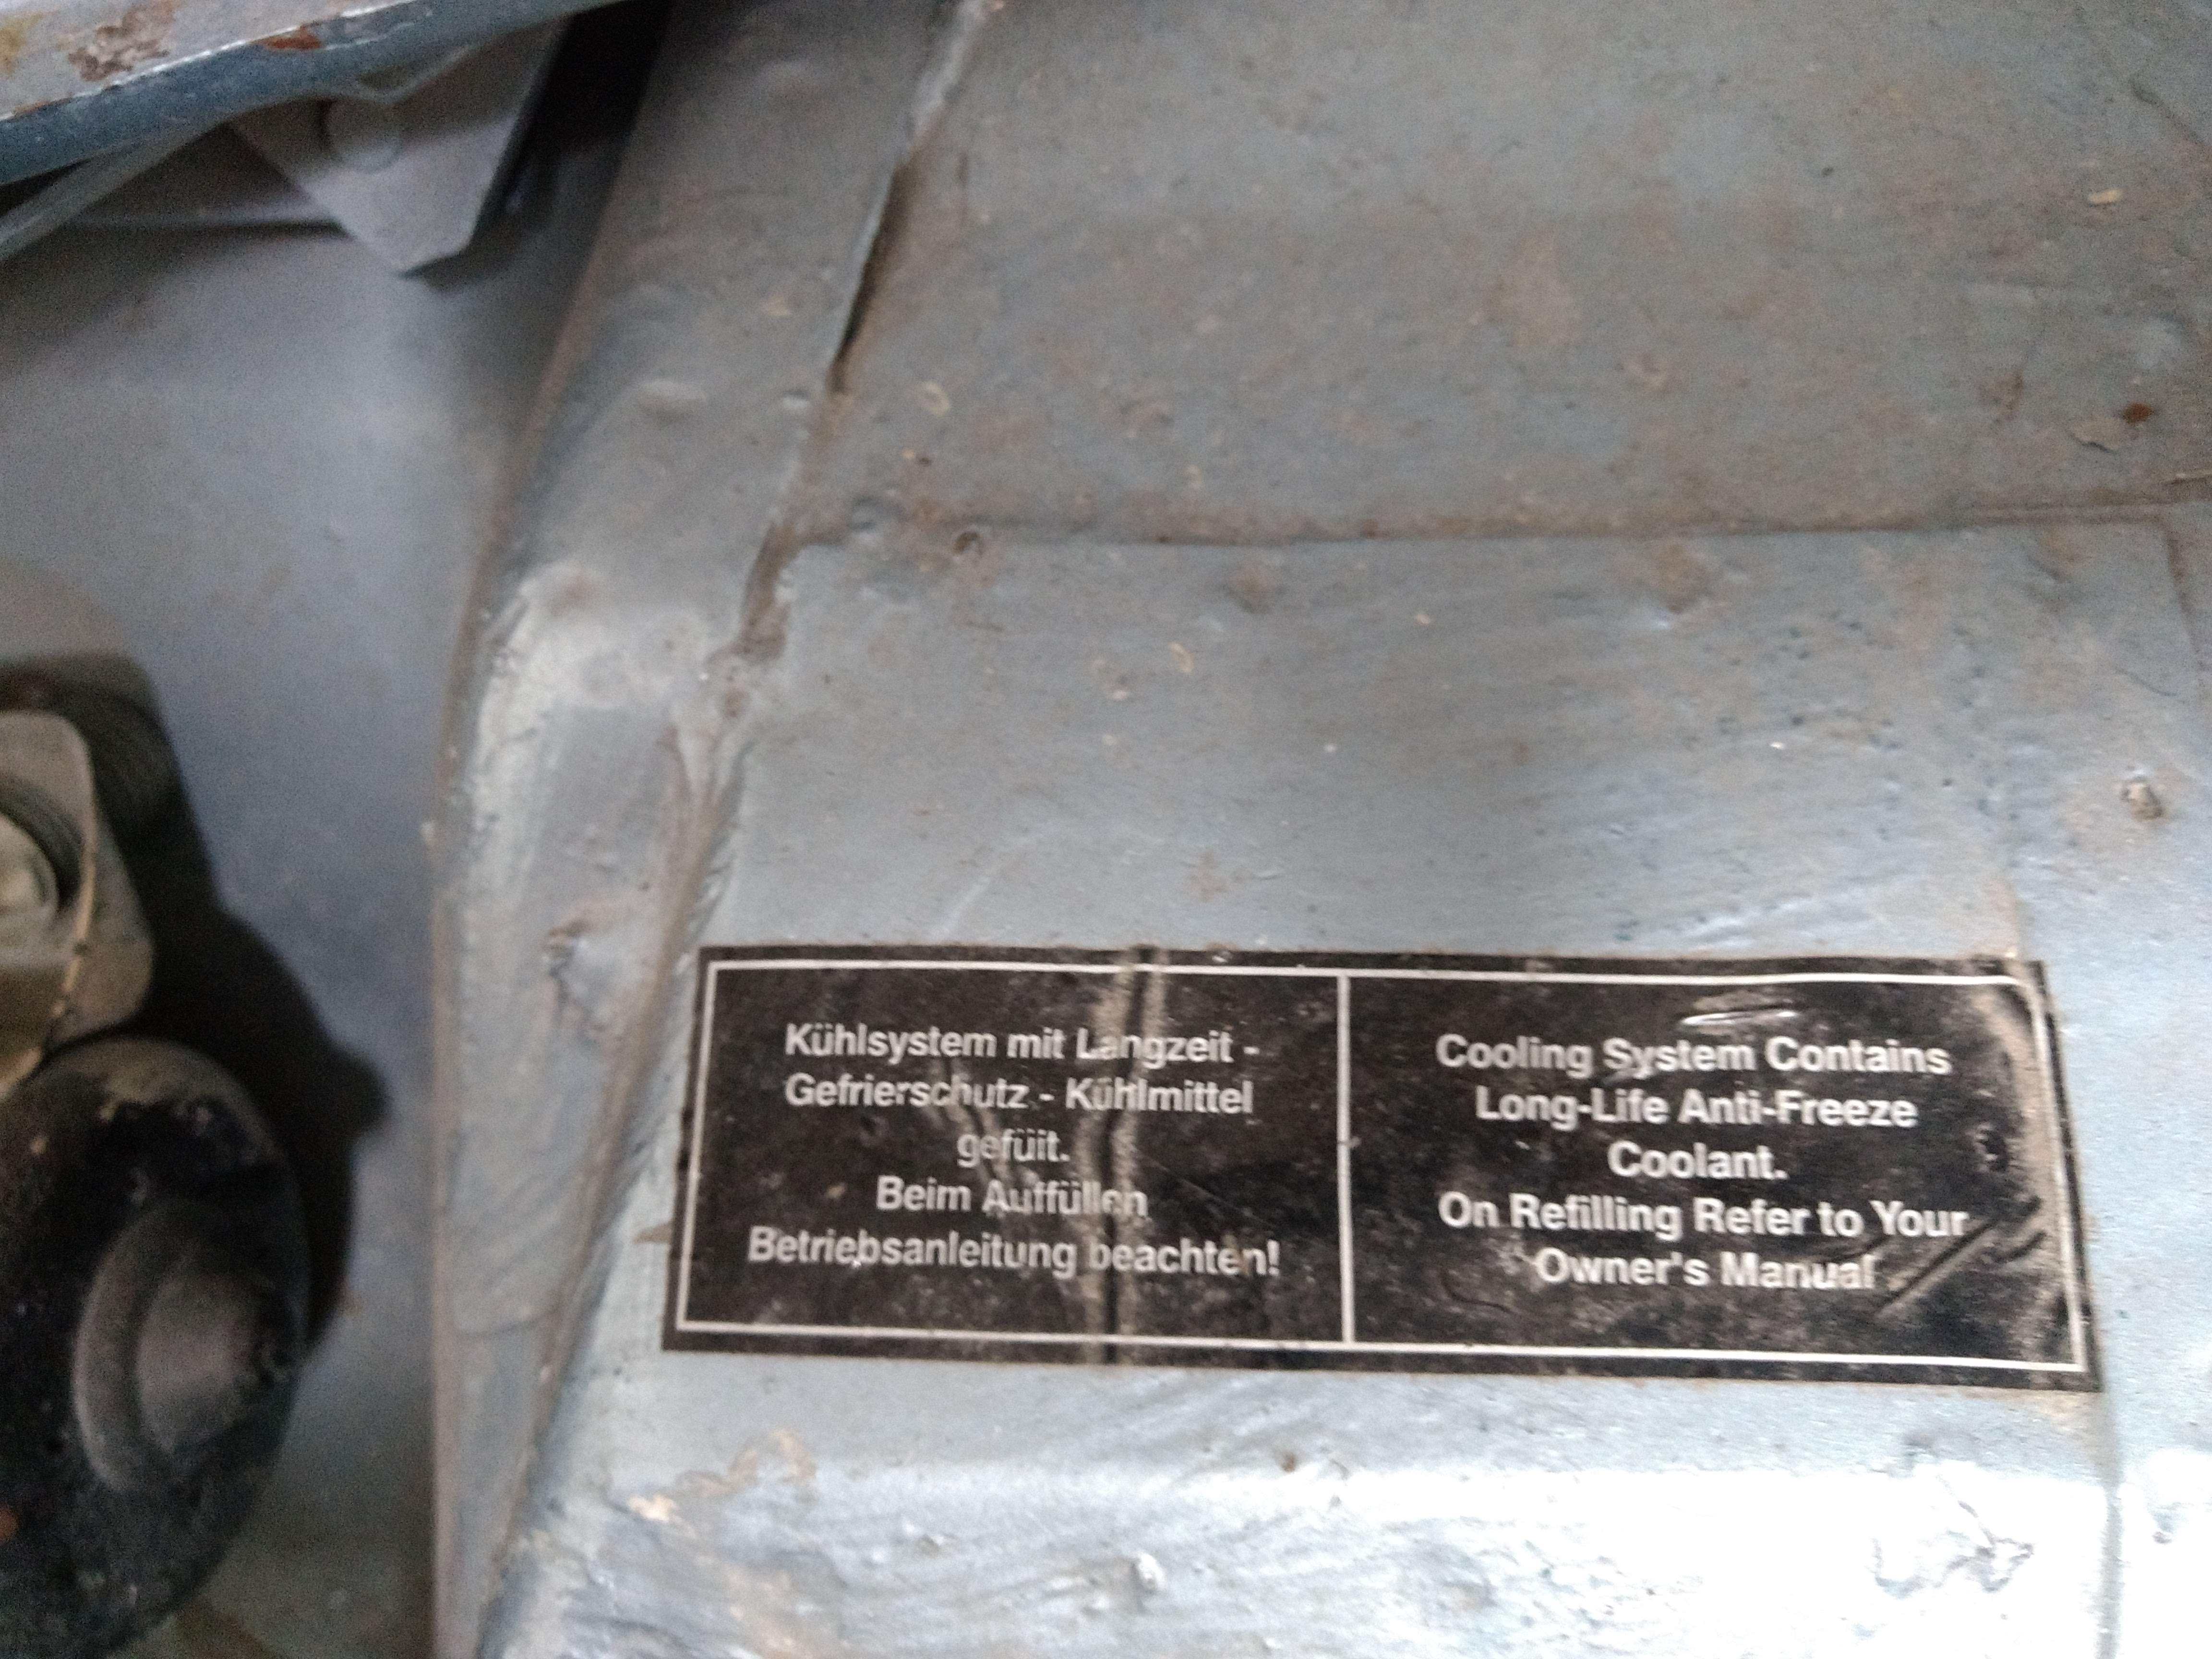 Kühlsystem mit Langzeit -
Gefrierschutz - Kühlmittel
gefüit.
Beim Auffüllen
Betriebsanleitung beachten!
Cooling System Contains
Long-Life Anti-Freeze
Coolant.
On Refilling Refer to Your
Owner's Manual